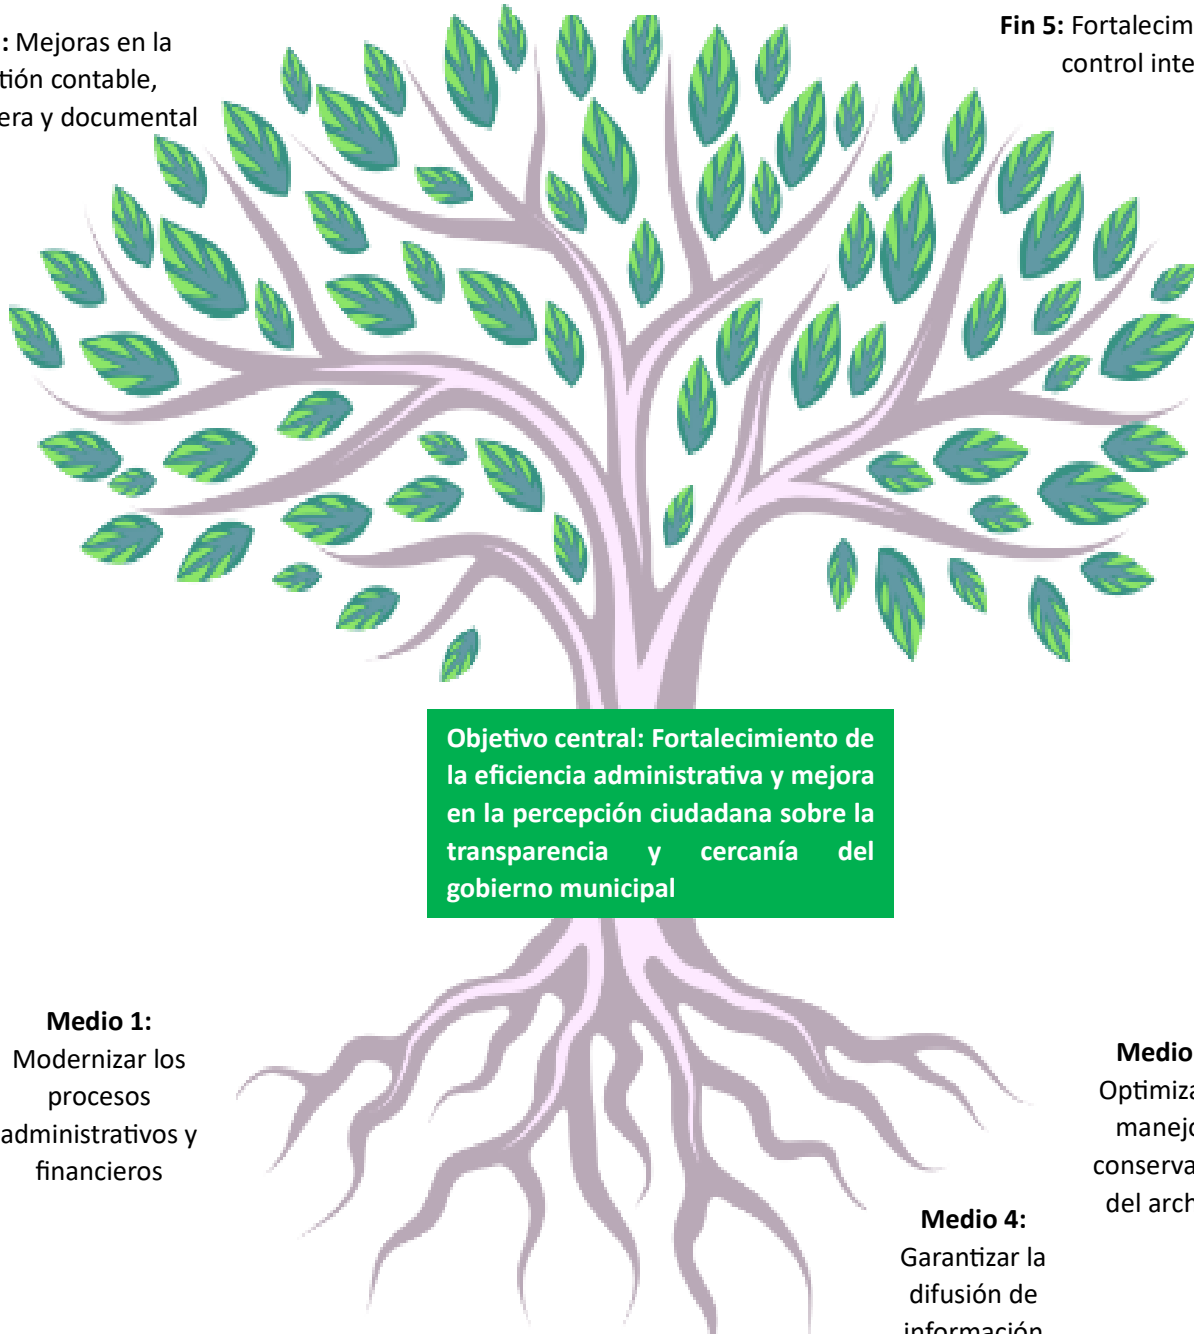 : Mejoras en la
tión contable,
era y documental
Fin 5: Fortalecim
control inte
Objetivo central: Fortalecimiento de
la eficiencia administrativa y mejora
en la percepción ciudadana sobre la
transparencia y cercanía del
gobierno municipal
Medio 1:
Modernizar los
procesos
administrativos y
financieros
Medio
Optimiza
manejo
conserva
del arch
Medio 4:
Garantizar la
difusión de
información